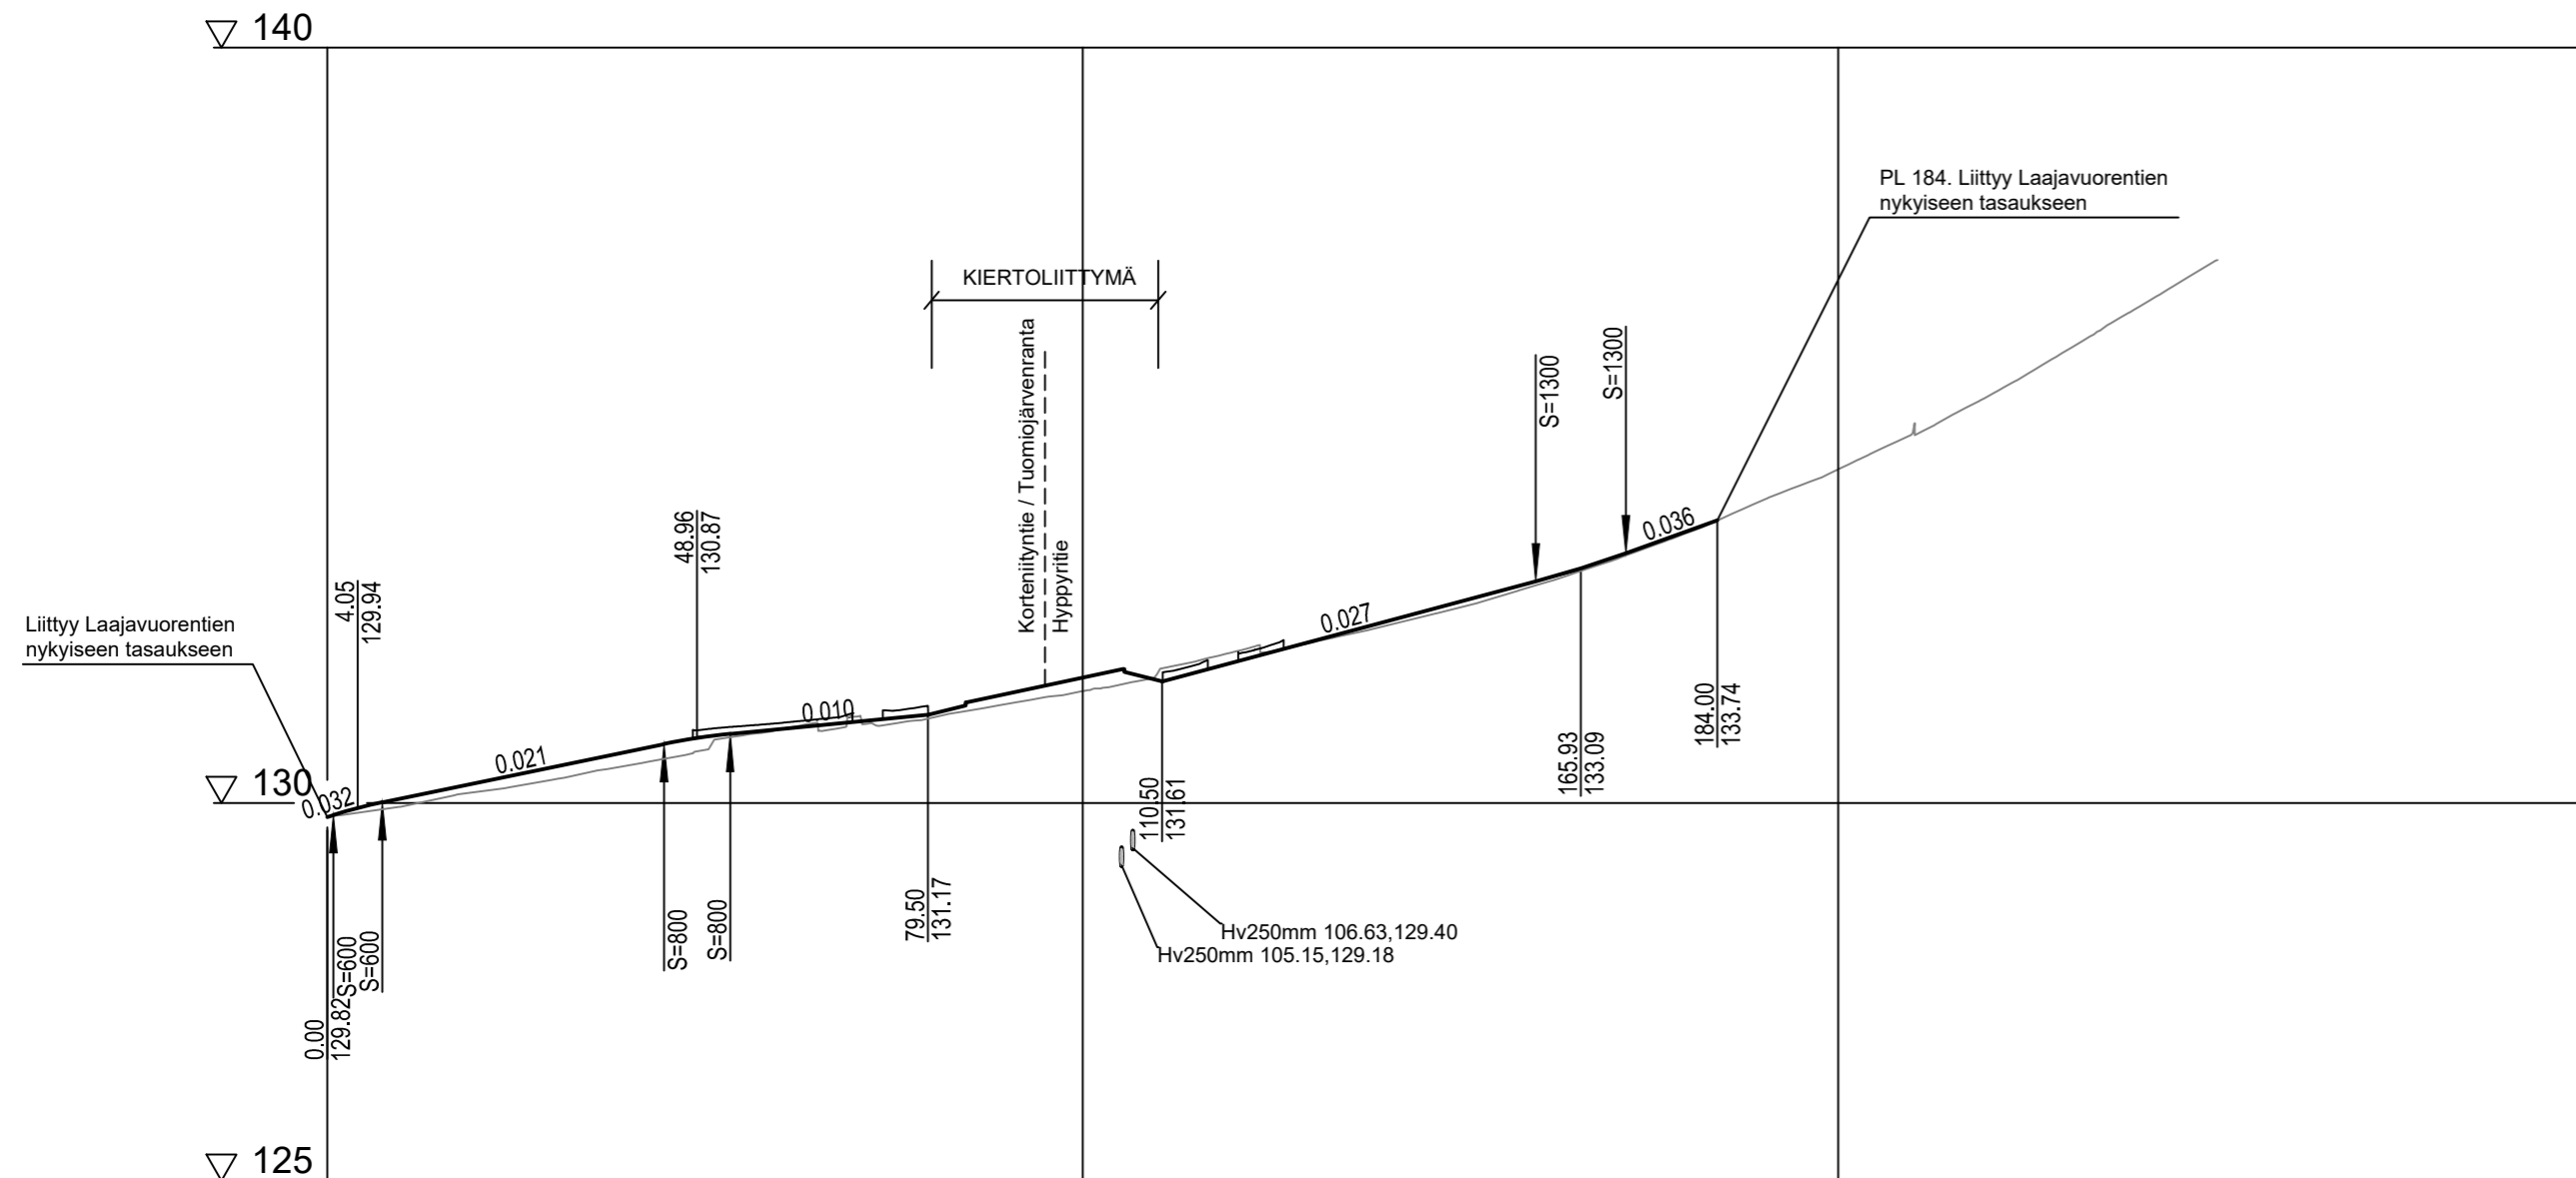 140
PL 184. Liittyy Laajavuorentien
nykyiseen tasaukseen
KIERTOLIITTYMÄ
Korteniityntie / Tuomiojärvenranta
Hyppyritie
S=1300
S=1300
0.036
48.96
130.87
4.05
129.94
Liittyy Laajavuorentien
nykyiseen tasaukseen
0.027
0.010
0.021
130
0.032
184.00
133.74
165.93
133.09
110.50
131.61
79.50
131.17
S=800
S=800
S=600
S=600
Hv250mm 106.63,129.40
Hv250mm 105.15,129.18
0.00
129.82
125